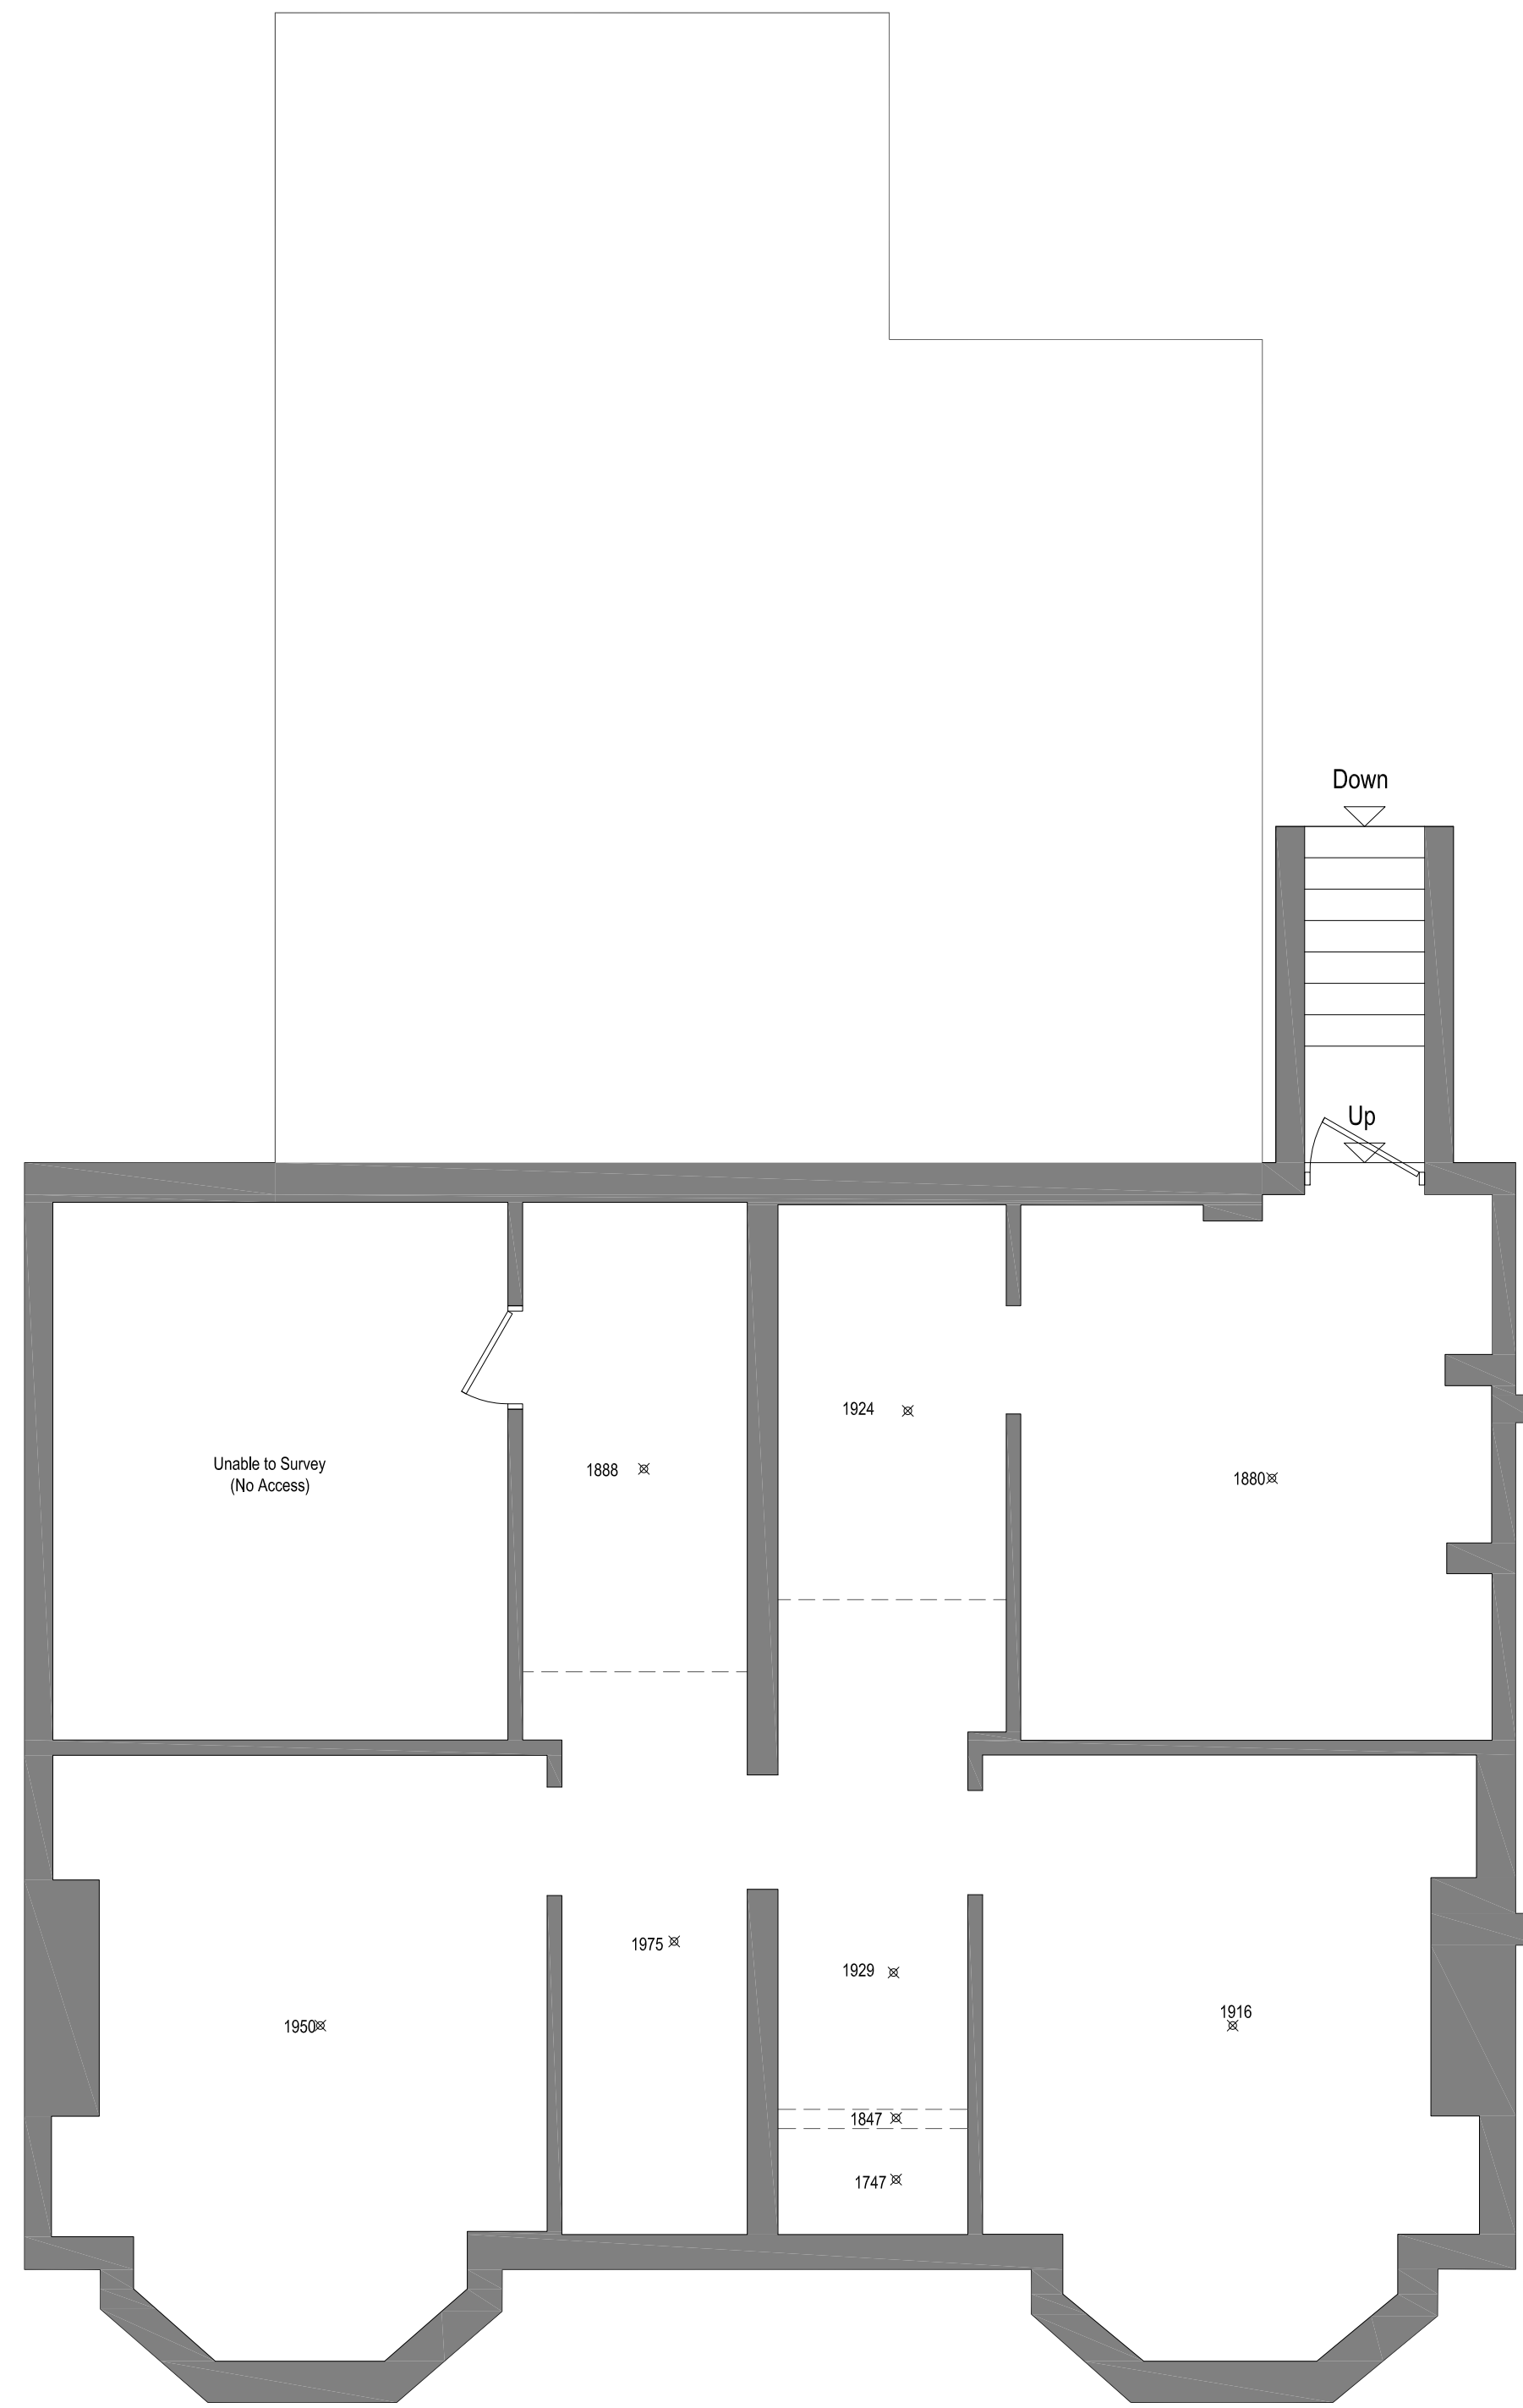 Down
Up
1924
Unable to Survey
(No Access)
1888
1880
1975
1929
1950
1916
1847
1747